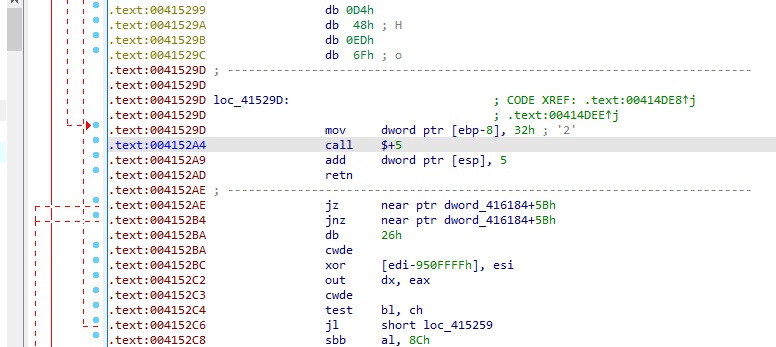 .text:00415299 db 0D4h
.text:0041529A db 48h ; H
.text:0041529B db 0EDh
.text:0041529C db 6Fh ; o
.text:0041529D ; ---------------------------------------------------------------------------
.text:0041529D
.text:0041529D loc_41529D: ; CODE XREF: .text:00414DE8↑j
.text:0041529D ; .text:00414DEE↑j
.text:0041529D mov dword ptr [ebp-8], 32h ; '2'
.text:004152A4 call $+5
.text:004152A9 add dword ptr [esp], 5
.text:004152AD retn
.text:004152AE ; ---------------------------------------------------------------------------
.text:004152AE jz near ptr dword_416184+5Bh
.text:004152B4 jnz near ptr dword_416184+5Bh
.text:004152BA db 26h
.text:004152BA cwde
.text:004152BC xor [edi-950FFFFh], esi
.text:004152C2 out dx, eax
.text:004152C3 cwde
.text:004152C4 test bl, ch
.text:004152C6 jl short loc_415259
.text:004152C8 sbb al, 8Ch